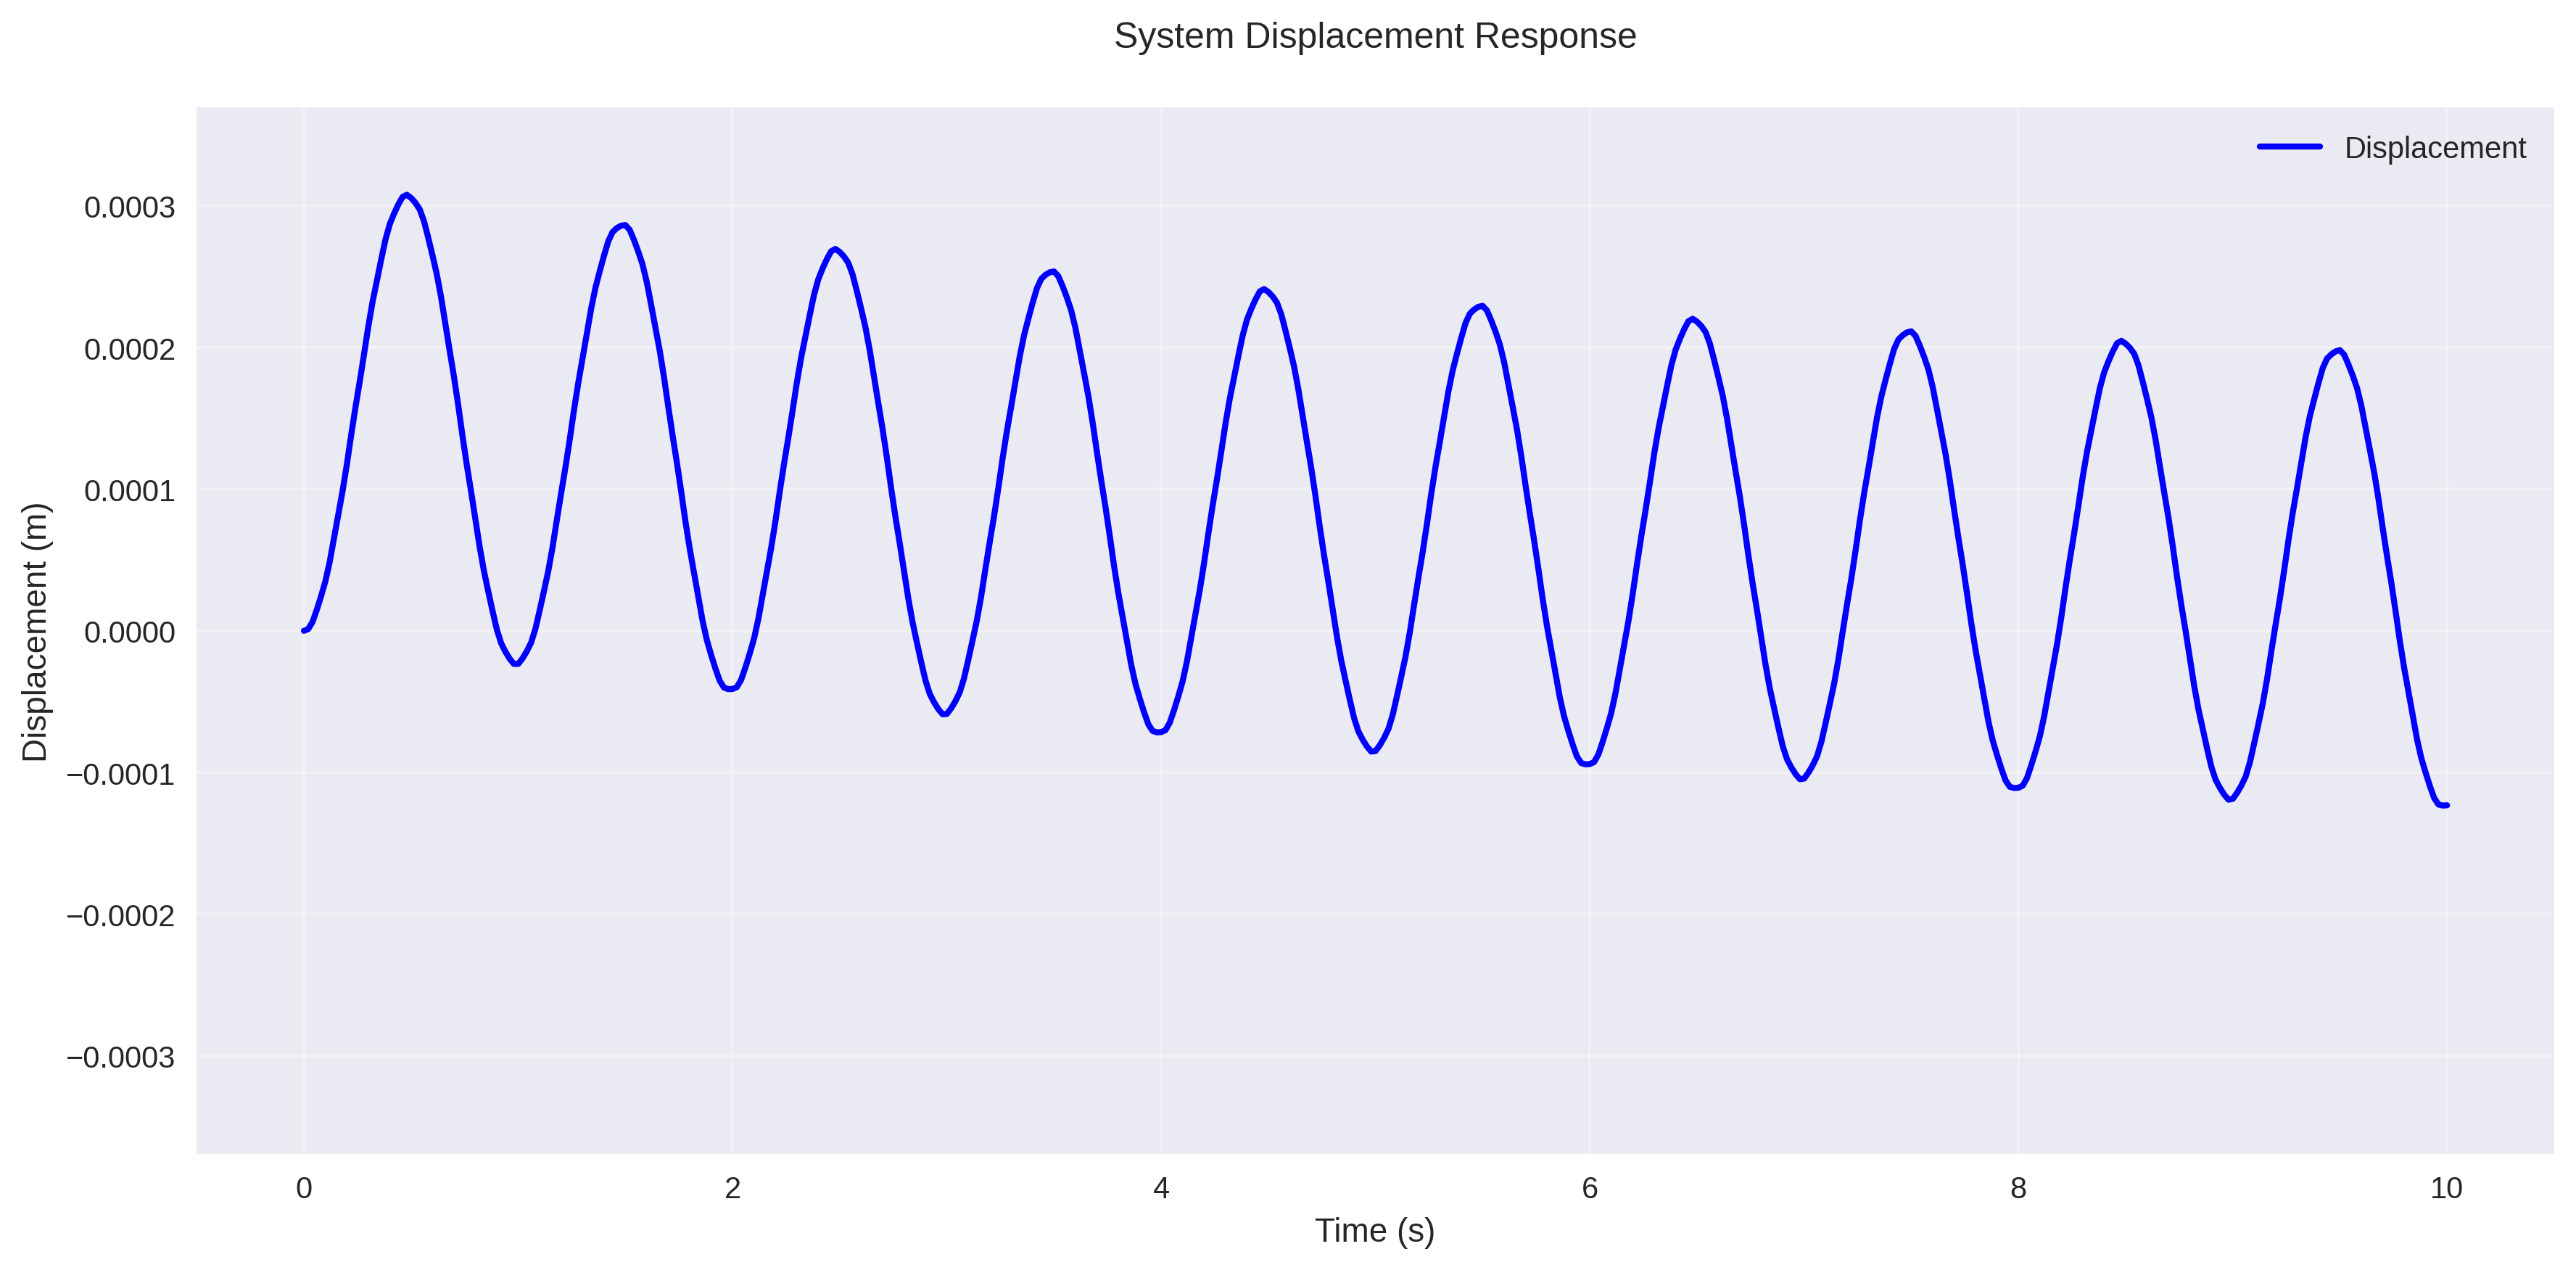 System Displacement Response
Displacement
0.0003
0.0002
0.0001
0.0000
−0.0001
−0.0002
−0.0003
Displacement (m)
0 2 4 6 8 10
Time (s)